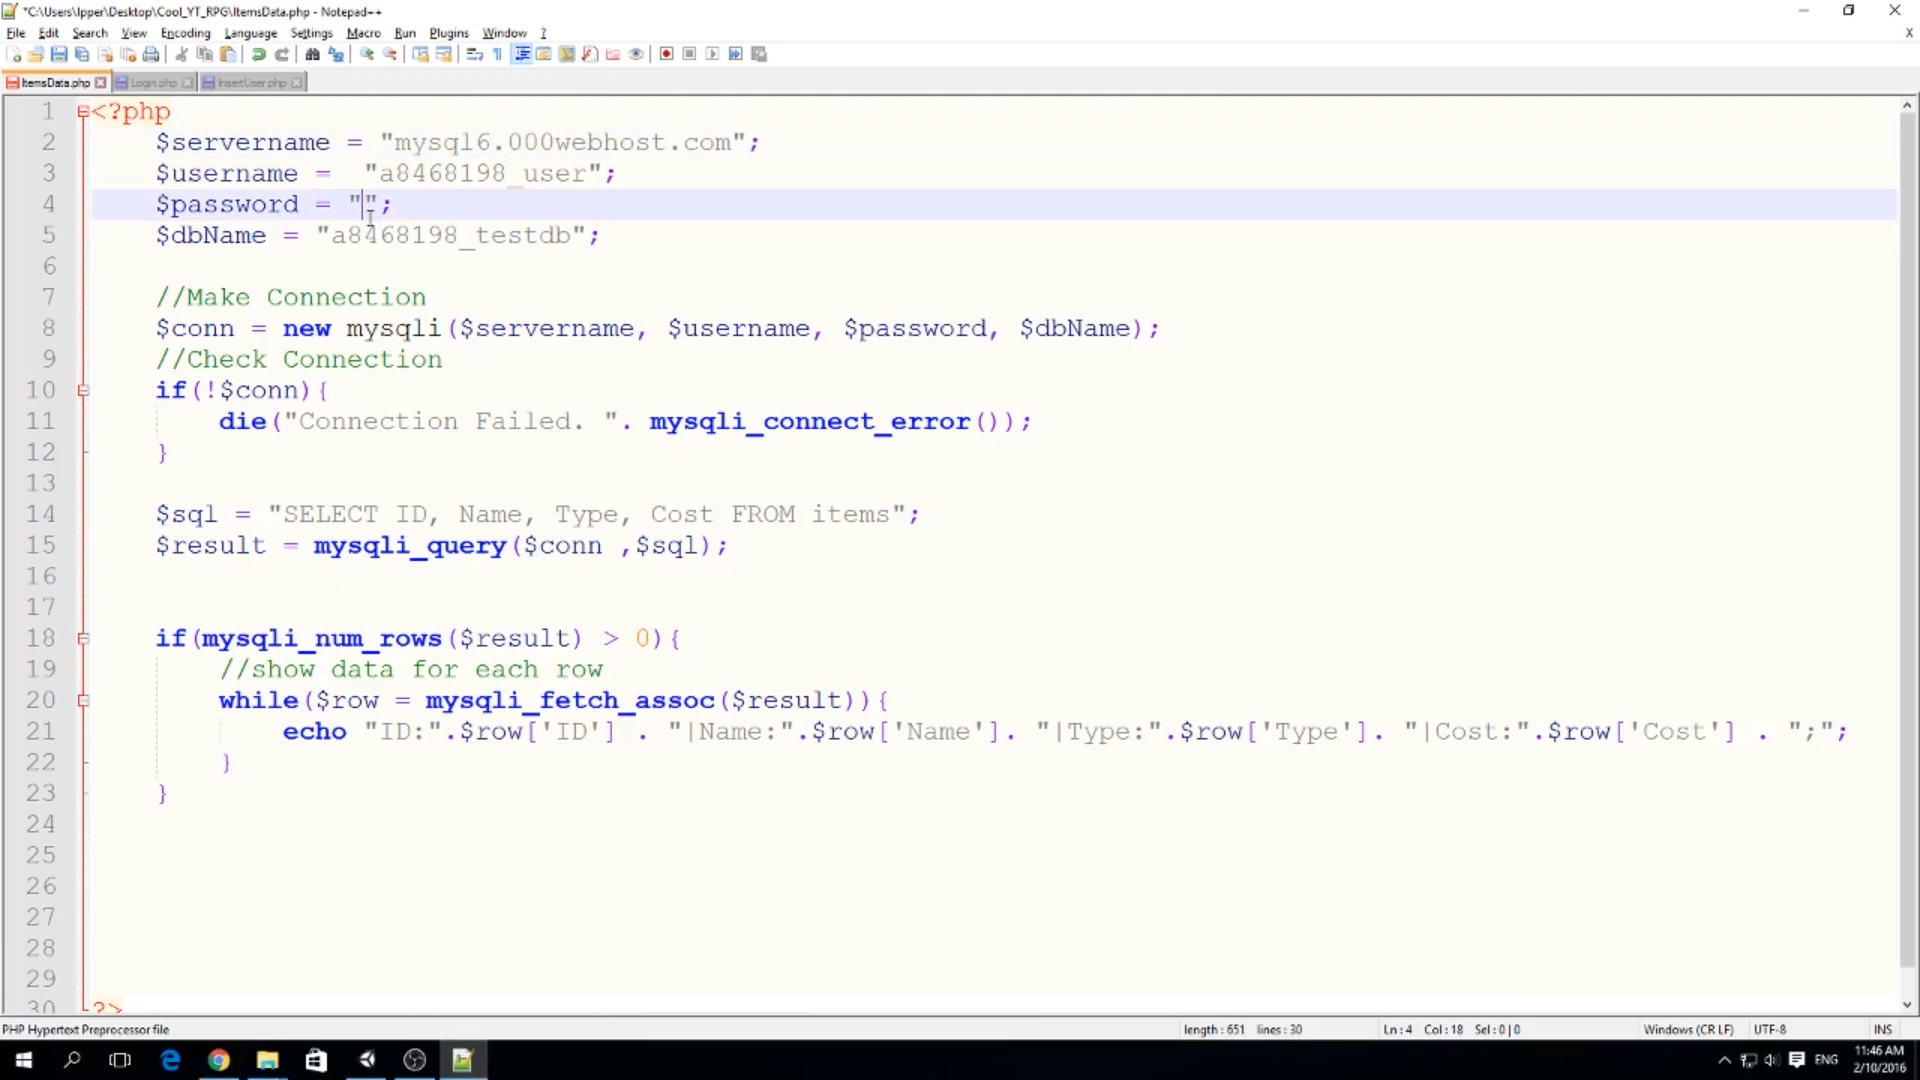 *C:\Users\Ipper\Desktop\Cool_YT_RPG\ItemsData.php - Notepad++
File Edit Search View Encoding Language Settings Macro Run Plugins Window ? X
ItemsData.php Login.php InsertUser.php
1 <?php
2 $servername = "mysql6.000webhost.com";
3 $username =  "a8468198_user";
4 $password = "";
5 $dbName = "a8468198_testdb";
6
7 //Make Connection
8 $conn = new mysqli($servername, $username, $password, $dbName);
9 //Check Connection
10 if(!$conn){
11 die("Connection Failed. ". mysqli_connect_error());
12 }
13
14 $sql = "SELECT ID, Name, Type, Cost FROM items";
15 $result = mysqli_query($conn ,$sql);
16
17
18 if(mysqli_num_rows($result) > 0){
19 //show data for each row
20 while($row = mysqli_fetch_assoc($result)){
21 echo "ID:".$row['ID'] . "|Name:".$row['Name']. "|Type:".$row['Type']. "|Cost:".$row['Cost'] . ";";
22 }
23 }
24
25
26
27
28
29
30 ?>
PHP Hypertext Preprocessor file length : 651 lines : 30 Ln : 4 Col : 18 Sel : 0 | 0 Windows (CR LF) UTF-8 INS
ENG 11:46 AM
2/10/2016